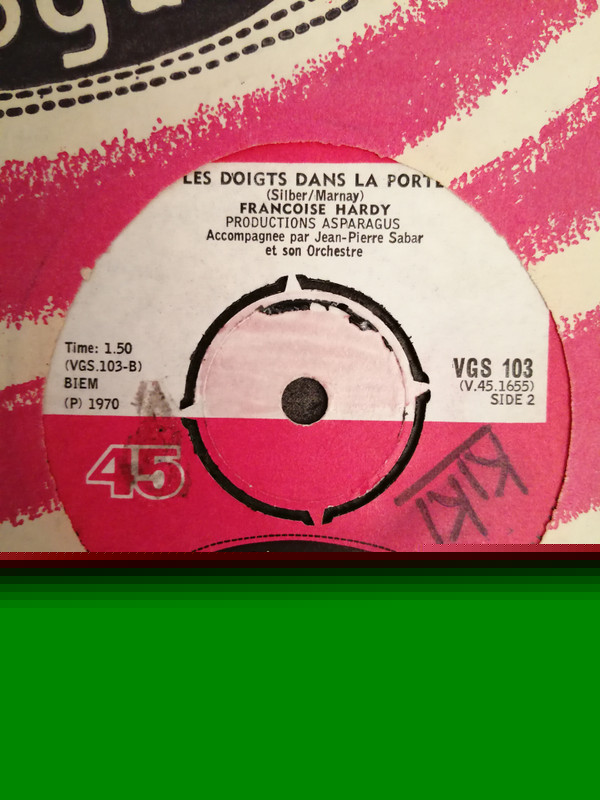 LES DOIGTS DANS LA PORTE
(Silber/Marnay)
FRANCOISE HARDY
PRODUCTIONS ASPARAGUS
Accompagnee par Jean-Pierre Sabar
et son Orchestre
Time: 1.50
(VGS.103-B)
BIEM
(P) 1970
VGS 103
(V.45.1655)
SIDE 2
45
KIKI